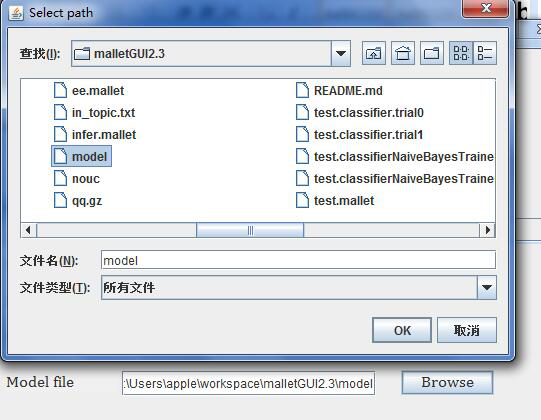 Select path
查找(I):
malletGUI2.3
ee.mallet
in_topic.txt
infer.mallet
model
nouc
qq.gz
README.md
test.classifier.trial0
test.classifier.trial1
test.classifierNaiveBayesTraine
test.classifierNaiveBayesTraine
test.mallet
文件名(N):
model
文件类型(T):
所有文件
OK
取消
Model file
:\Users\apple\workspace\malletGUI2.3\model
Browse